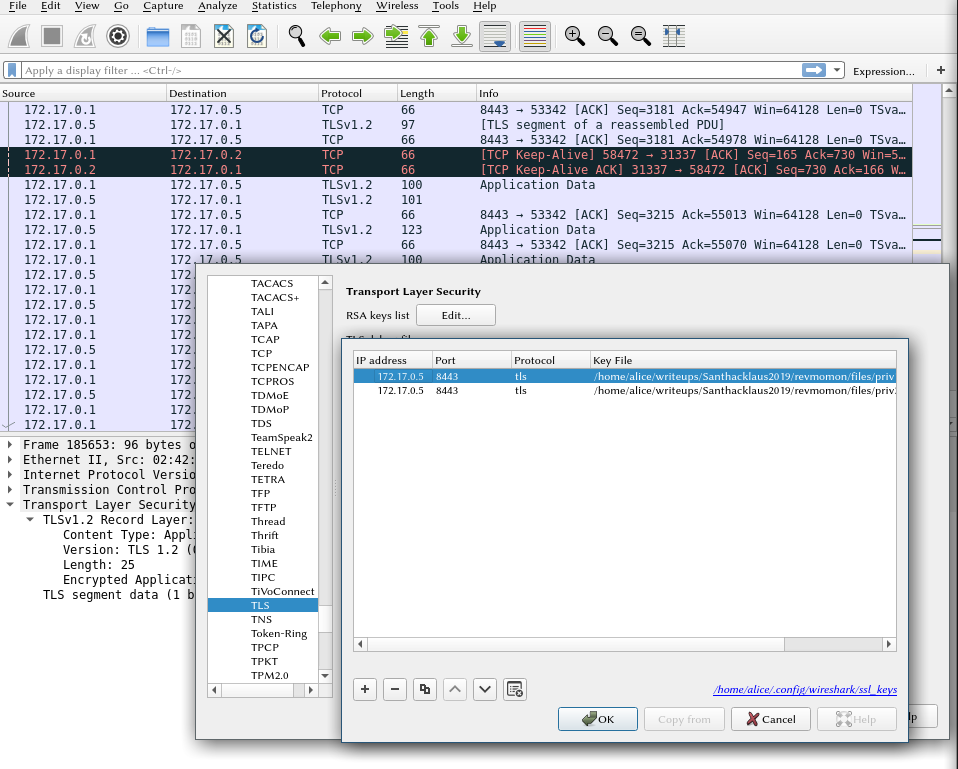 File Edit View Go Capture Analyze Statistics Telephony Wireless Tools Help
Apply a display filter ... <Ctrl-/> Expression... +
Source Destination Protocol Length Info
172.17.0.1 172.17.0.5 TCP 66 8443 → 53342 [ACK] Seq=3181 Ack=54947 Win=64128 Len=0 TSva…
172.17.0.5 172.17.0.1 TLSv1.2 97 [TLS segment of a reassembled PDU]
172.17.0.1 172.17.0.5 TCP 66 8443 → 53342 [ACK] Seq=3181 Ack=54978 Win=64128 Len=0 TSva…
172.17.0.1 172.17.0.2 TCP 66 [TCP Keep-Alive] 58472 → 31337 [ACK] Seq=165 Ack=730 Win=5…
172.17.0.2 172.17.0.1 TCP 66 [TCP Keep-Alive ACK] 31337 → 58472 [ACK] Seq=730 Ack=166 W…
172.17.0.1 172.17.0.5 TLSv1.2 100 Application Data
172.17.0.5 172.17.0.1 TLSv1.2 101
172.17.0.1 172.17.0.5 TCP 66 8443 → 53342 [ACK] Seq=3215 Ack=55013 Win=64128 Len=0 TSva…
172.17.0.5 172.17.0.1 TLSv1.2 123 Application Data
172.17.0.1 172.17.0.5 TCP 66 8443 → 53342 [ACK] Seq=3215 Ack=55070 Win=64128 Len=0 TSva…
172.17.0.1 172.17.0.5 TLSv1.2 100 Application Data
172.17.0.5 172.
172.17.0.1 172.
172.17.0.5 172.
172.17.0.1 172.
172.17.0.1 172.
172.17.0.5 172.
172.17.0.1 172.
172.17.0.1 172.
172.17.0.5 172.
172.17.0.1 172.
172.17.0.1 172.
Frame 185653: 96 bytes o
Ethernet II, Src: 02:42:
Internet Protocol Versio
Transmission Control Pro
Transport Layer Security
TLSv1.2 Record Layer:
Content Type: Appl
Version: TLS 1.2 (
Length: 25
Encrypted Applicat
TLS segment data (1 b
TACACS
TACACS+
TALI
TAPA
TCAP
TCP
TCPENCAP
TCPROS
TDMoE
TDMoP
TDS
TeamSpeak2
TELNET
Teredo
TETRA
TFP
TFTP
Thread
Thrift
Tibia
TIME
TIPC
TiVoConnect
TLS
TNS
Token-Ring
TPCP
TPKT
TPM2.0
Transport Layer Security
RSA keys list Edit...
IP address Port Protocol Key File
172.17.0.5 8443 tls /home/alice/writeups/Santhacklaus2019/revmomon/files/priv
172.17.0.5 8443 tls /home/alice/writeups/Santhacklaus2019/revmomon/files/priv
/home/alice/.config/wireshark/ssl_keys
OK Copy from Cancel Help
lp